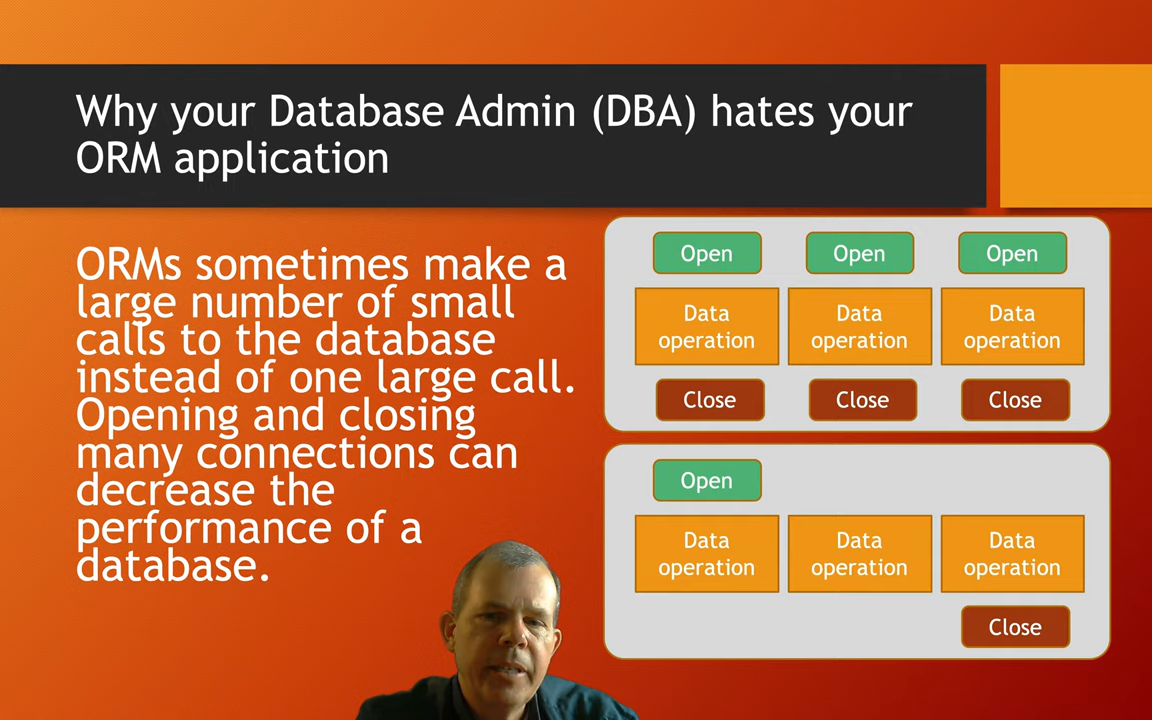 Why your Database Admin (DBA) hates your
ORM application
ORMs sometimes make a
large number of small
calls to the database
instead of one large call.
Opening and closing
many connections can
decrease the
performance of a
database.
Open
Open
Open
Data
operation
Data
operation
Data
operation
Close
Close
Close
Open
Data
operation
Data
operation
Data
operation
Close